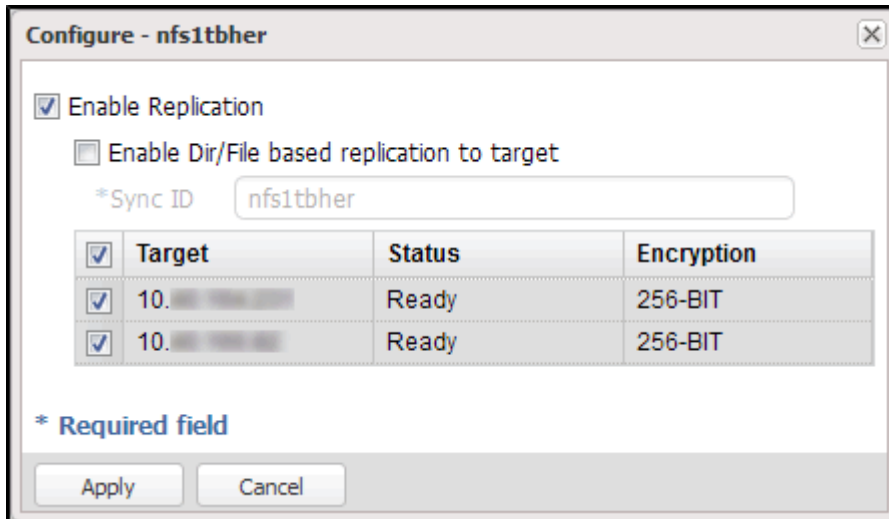 Configure - nfs1tbher
Enable Replication
Enable Dir/File based replication to target
*Sync ID nfs1tbher
Target Status Encryption
10. Ready 256-BIT
10. Ready 256-BIT
* Required field
Apply Cancel